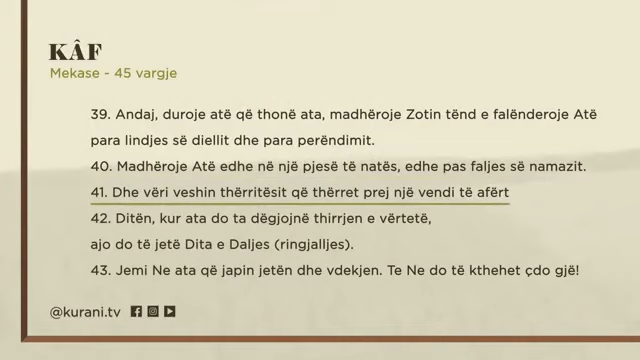 KÂF
Mekase - 45 vargje
39. Andaj, duroje atë që thonë ata, madhëroje Zotin tënd e falënderoje Atë
para lindjes së diellit dhe para perëndimit.
40. Madhëroje Atë edhe në një pjesë të natës, edhe pas faljes së namazit.
41. Dhe vëri veshin thërritësit që thërret prej një vendi të afërt
42. Ditën, kur ata do ta dëgjojnë thirrjen e vërtetë,
ajo do të jetë Dita e Daljes (ringjalljes).
43. Jemi Ne ata që japin jetën dhe vdekjen. Te Ne do të kthehet çdo gjë!
@kurani.tv